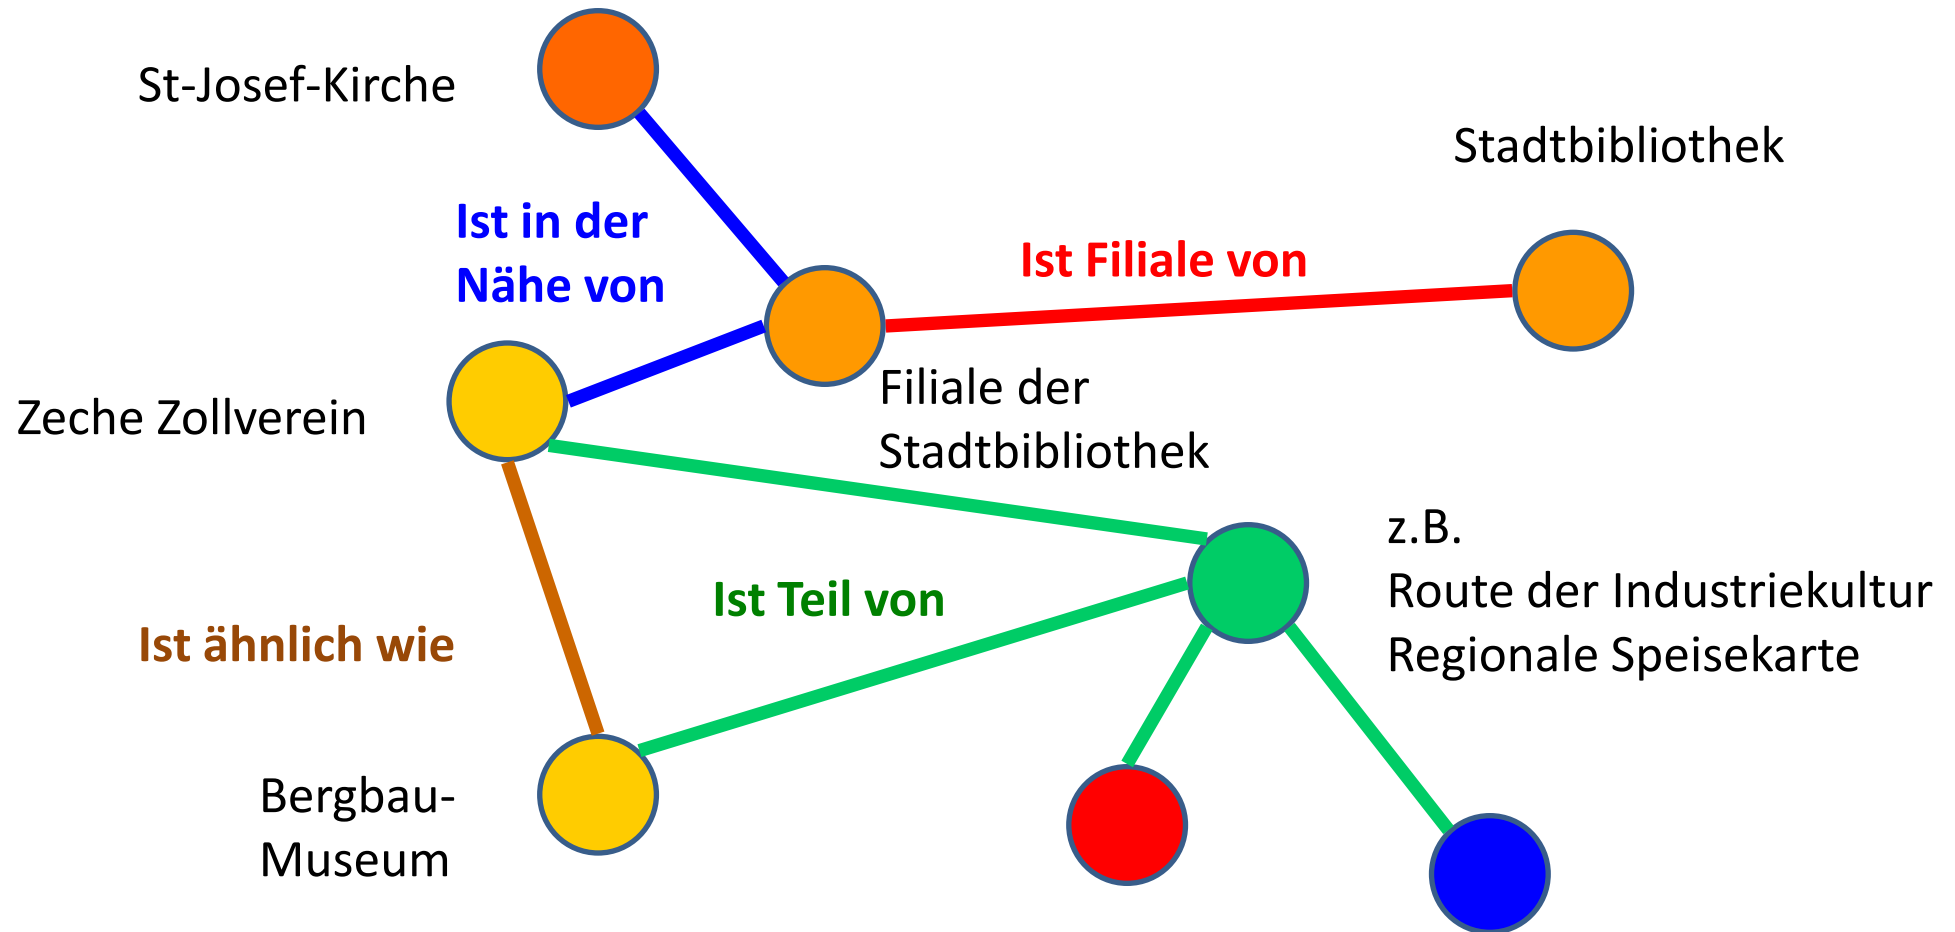 St-Josef-Kirche
Stadtbibliothek
Ist in der
Nähe von
Ist Filiale von
Filiale der
Stadtbibliothek
Zeche Zollverein
z.B.
Route der Industriekultur
Regionale Speisekarte
Ist Teil von
Ist ähnlich wie
Bergbau-
Museum